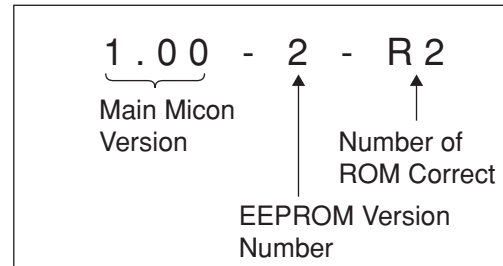 1.00 - 2 - R2
Main Micon
Version
Number of
ROM Correct
EEPROM Version
Number